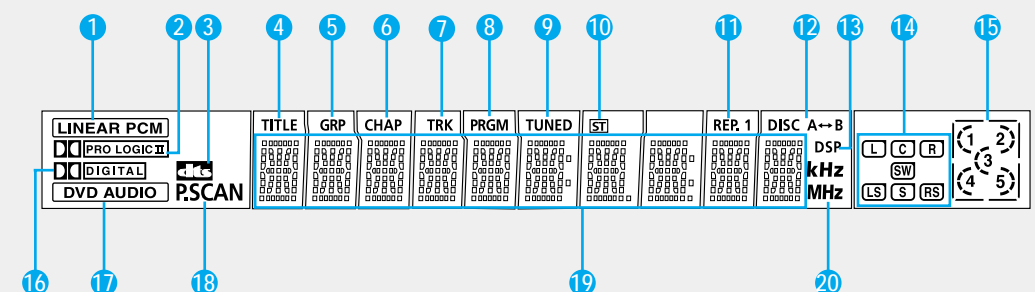 1 2 3 4 5 6 7 8 9 10 11 12 13 14 15
TITLE GRP CHAP TRK PRGM TUNED ST REP. 1 DISC A↔B
LINEAR PCM
PRO LOGIC II
DIGITAL
DVD AUDIO
dts
P.SCAN
DSP
kHz
MHz
L C R
SW
LS S RS
1 2
3
4 5
16 17 18 19 20